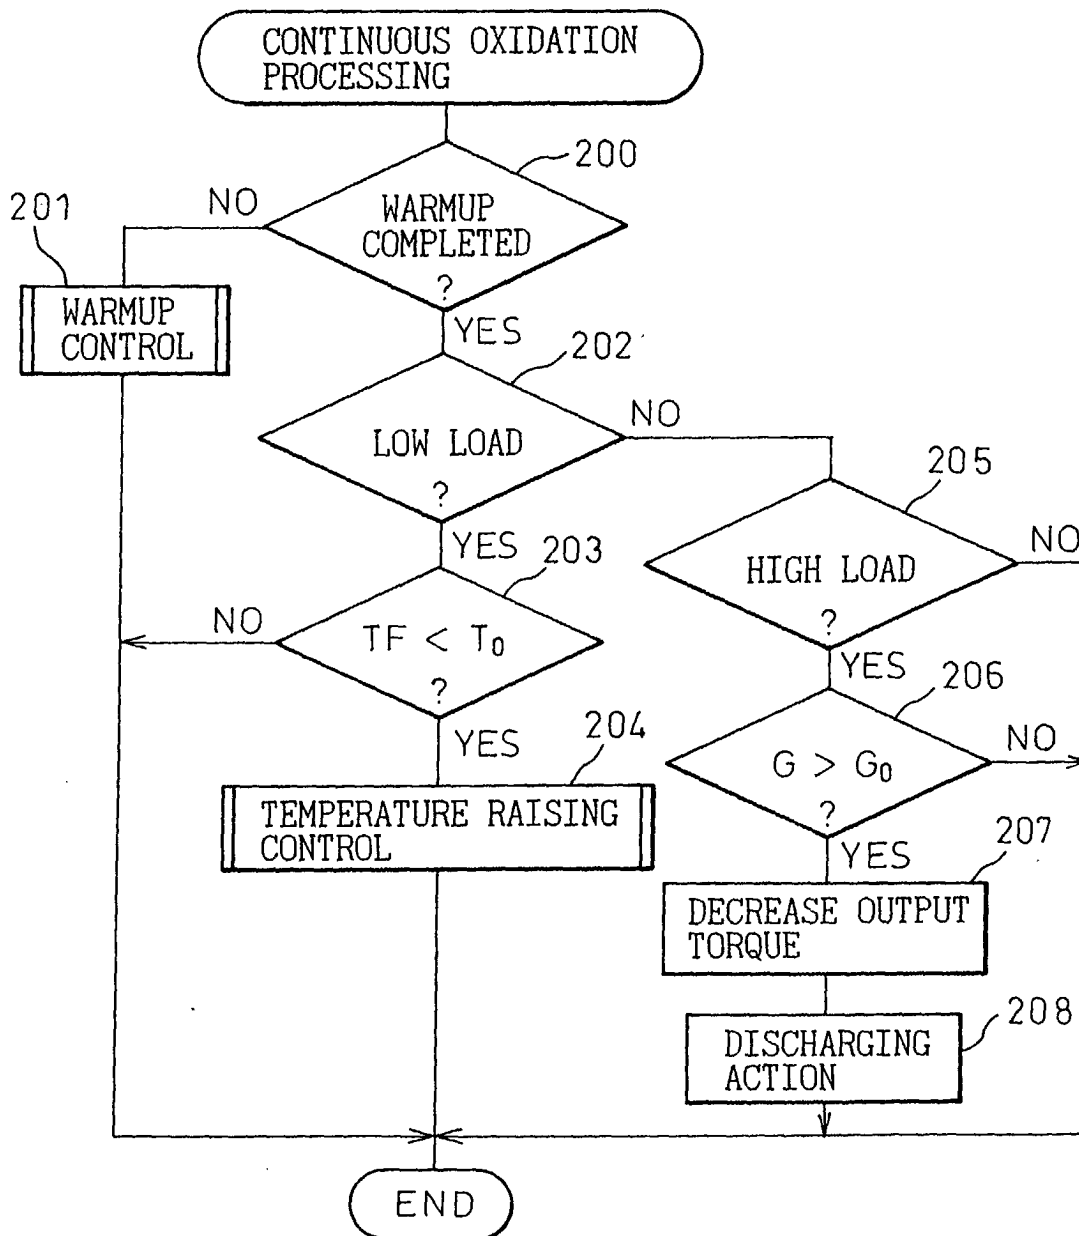 CONTINUOUS OXIDATION
PROCESSING
200
201
NO
WARMUP
COMPLETED
?
WARMUP
CONTROL
YES
202
NO
LOW LOAD
?
205
YES
203
NO
HIGH LOAD
?
NO
TF < T₀
?
YES
206
YES
204
NO
G > G₀
?
TEMPERATURE RAISING
CONTROL
YES
207
DECREASE OUTPUT
TORQUE
208
DISCHARGING
ACTION
END